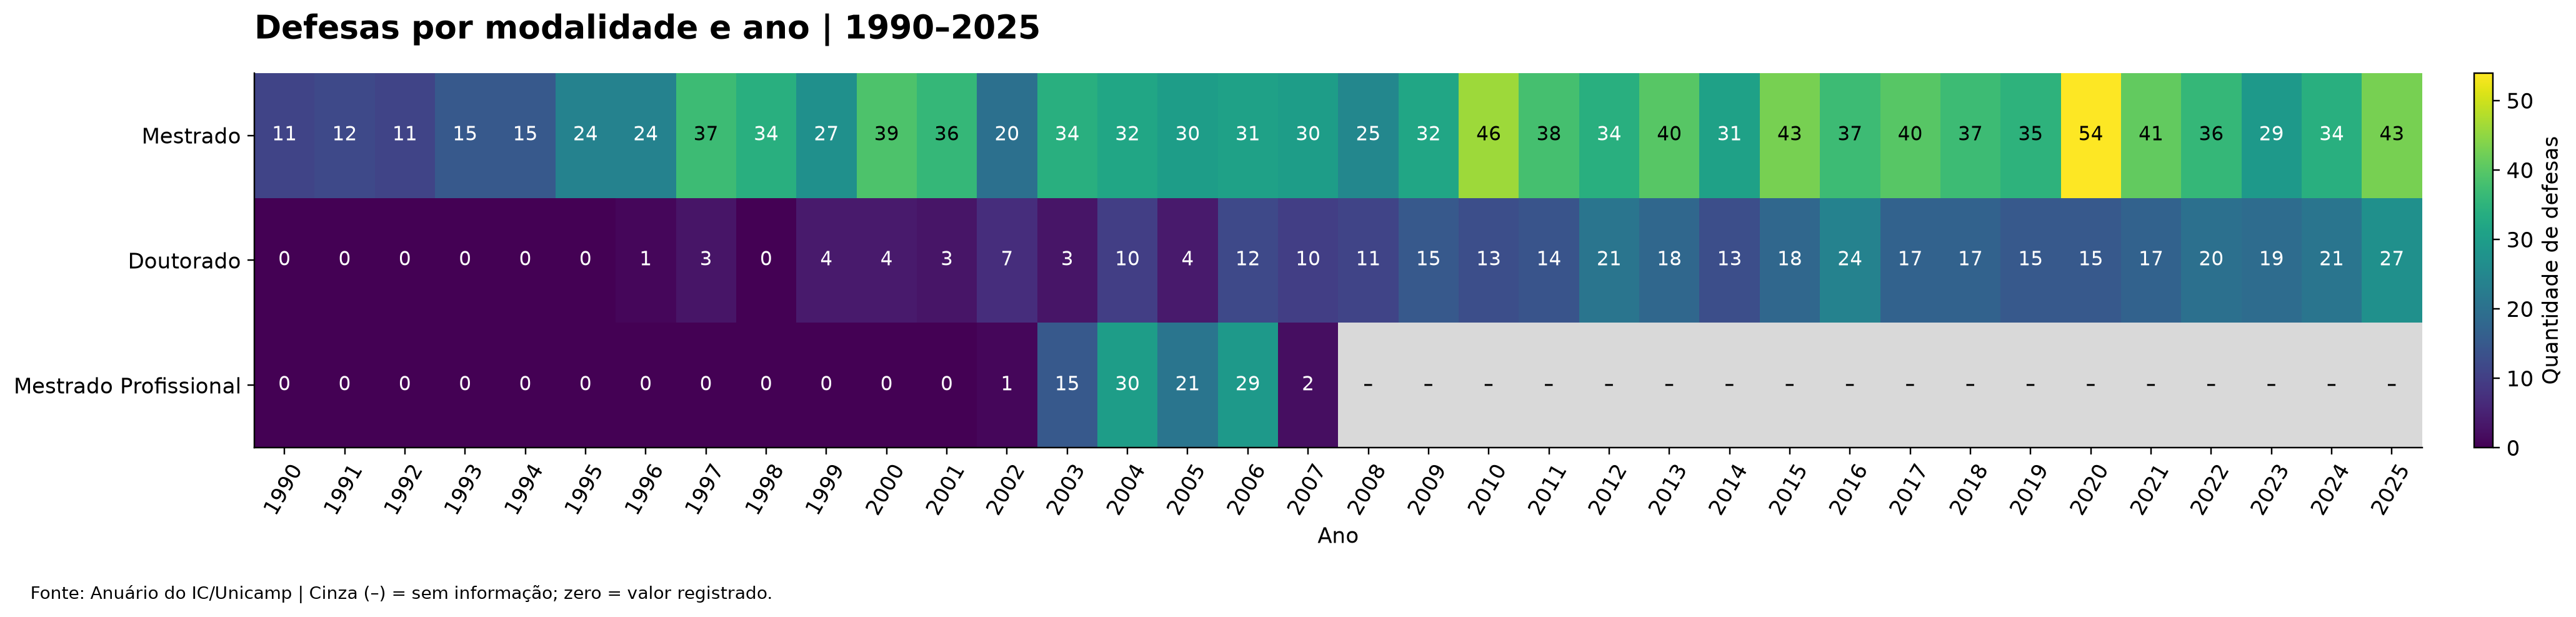 Defesas por modalidade e ano | 1990–2025
Mestrado 11 12 11 15 15 24 24 37 34 27 39 36 20 34 32 30 31 30 25 32 46 38 34 40 31 43 37 40 37 35 54 41 36 29 34 43
Doutorado 0 0 0 0 0 0 1 3 0 4 4 3 7 3 10 4 12 10 11 15 13 14 21 18 13 18 24 17 17 15 15 17 20 19 21 27
Mestrado Profissional 0 0 0 0 0 0 0 0 0 0 0 0 1 15 30 21 29 2 – – – – – – – – – – – – – – – – – –
1990 1991 1992 1993 1994 1995 1996 1997 1998 1999 2000 2001 2002 2003 2004 2005 2006 2007 2008 2009 2010 2011 2012 2013 2014 2015 2016 2017 2018 2019 2020 2021 2022 2023 2024 2025
Ano
50
40
30
20
10
0
Quantidade de defesas
Fonte: Anuário do IC/Unicamp | Cinza (–) = sem informação; zero = valor registrado.